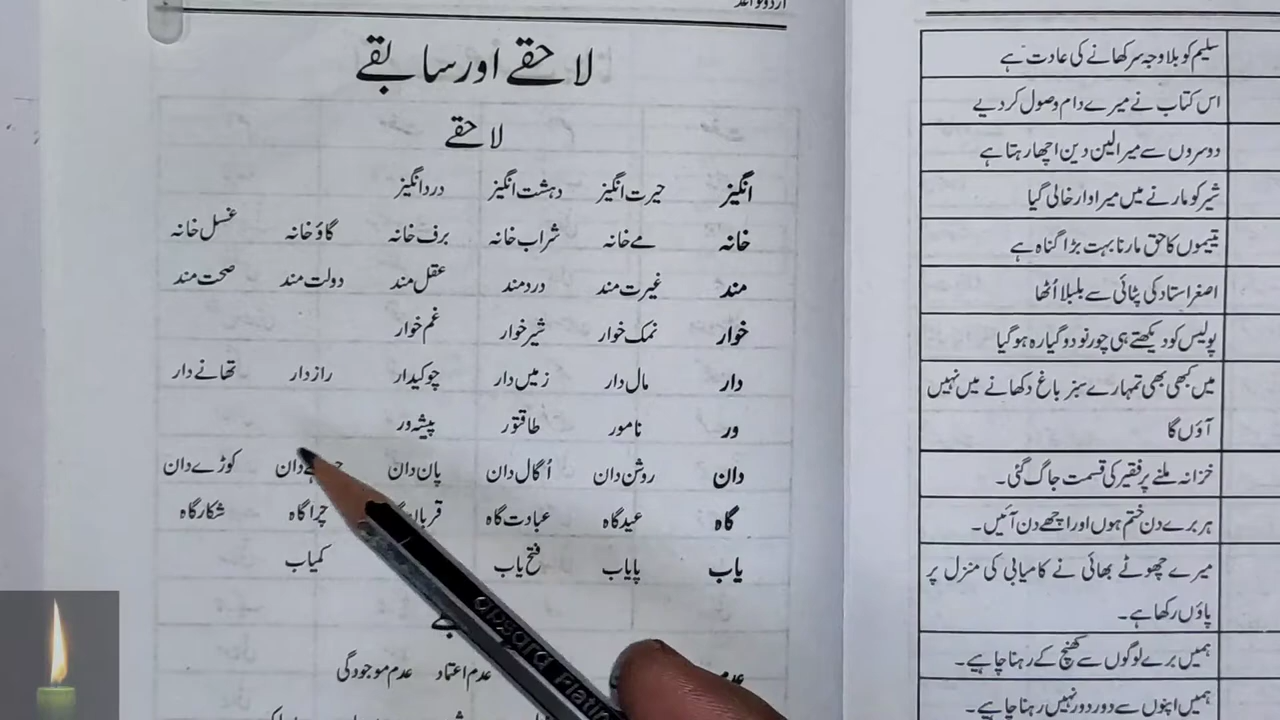 اردو قواعد
لاحقے اور سابقے
لاحقے
انگیز حیرت انگیز دہشت انگیز درد انگیز
خانہ مے خانہ شراب خانہ برف خانہ گاؤ خانہ غسل خانہ
مند غیرت مند درد مند عقل مند دولت مند صحت مند
خوار نمک خوار شیر خوار غم خوار
دار مال دار زمیں دار چوکیدار راز دار تھانے دار
ور نامور طاقتور پیشہ ور
دان روشن دان اُگال دان پان دان کوڑے دان
گاہ عید گاہ عبادت گاہ چراگاہ شکار گاہ
یاب پایاب فتح یاب کمیاب
عدم اعتماد عدم موجودگی
سلیم کو بلاوجہ سر کھانے کی عادت ہے
اس کتاب نے میرے دام وصول کر دیے
دوسروں سے میرا لین دین اچھا رہتا ہے
شیر کو مارنے میں میرا وار خالی گیا
یتیموں کا حق مارنا بہت بڑا گناہ ہے
اصغر استاد کی پٹائی سے بلبلا اُٹھا
پولیس کو دیکھتے ہی چور نو دو گیارہ ہو گیا
میں کبھی بھی تمہارے سبز باغ دکھانے میں نہیں
آؤں گا
خزانہ ملنے پر فقیر کی قسمت جاگ گئی۔
ہر برے دن ختم ہوں اور اچھے دن آئیں۔
میرے چھوٹے بھائی نے کامیابی کی منزل پر
پاؤں رکھا ہے۔
ہمیں برے لوگوں سے کھنچ کے رہنا چاہیے۔
ہمیں اپنوں سے دور دور نہیں رہنا چاہیے۔
apsara Platin